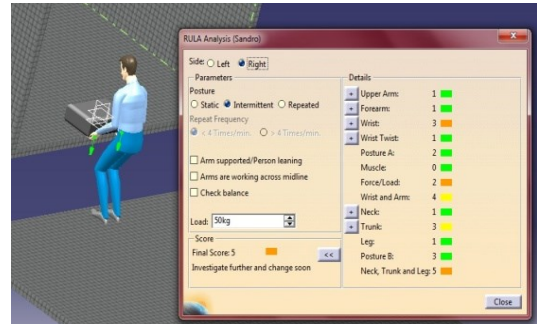 RULA Analysis (Sandro)
Side: Left Right
Parameters
Posture
Static Intermittent Repeated
Repeat Frequency
< 4 Times/min. > 4 Times/min.
Arm supported/Person leaning
Arms are working across midline
Check balance
Load: 50kg
Score
Final Score: 5
<<
Investigate further and change soon
Details
+ Upper Arm: 1
+ Forearm: 1
+ Wrist: 3
+ Wrist Twist: 1
Posture A: 2
Muscle: 0
Force/Load: 2
Wrist and Arm: 4
+ Neck: 1
+ Trunk: 3
Leg: 1
Posture B: 3
Neck, Trunk and Leg: 5
Close